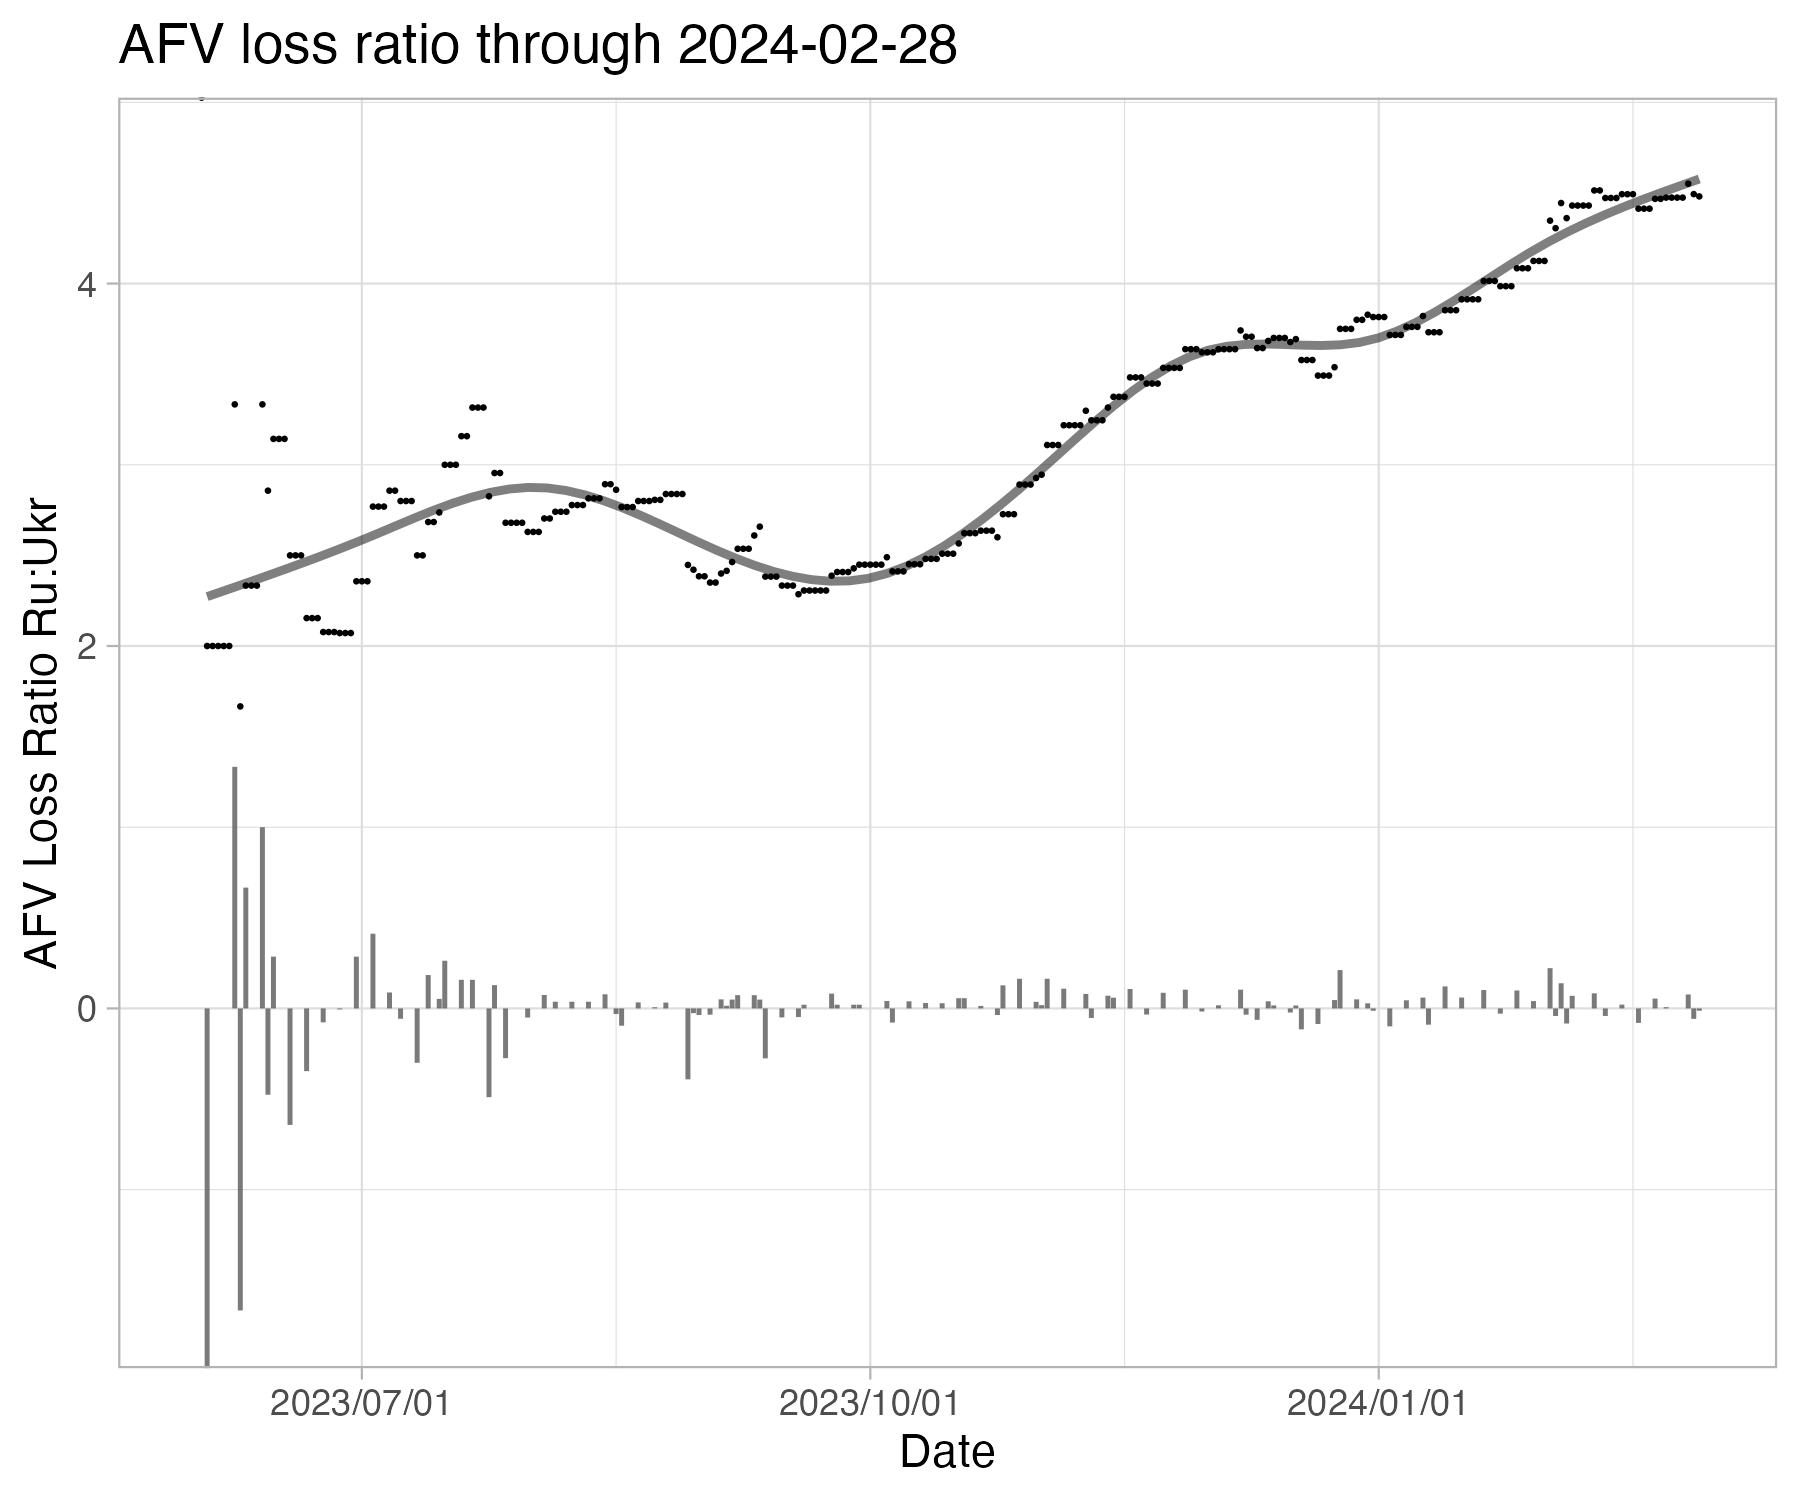 AFV loss ratio through 2024-02-28
AFV Loss Ratio Ru:Ukr
4
2
0
2023/07/01
2023/10/01
2024/01/01
Date